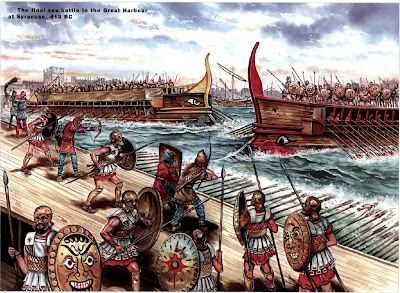 The final sea battle in the Great Harbour
at Syracuse, 413 BC